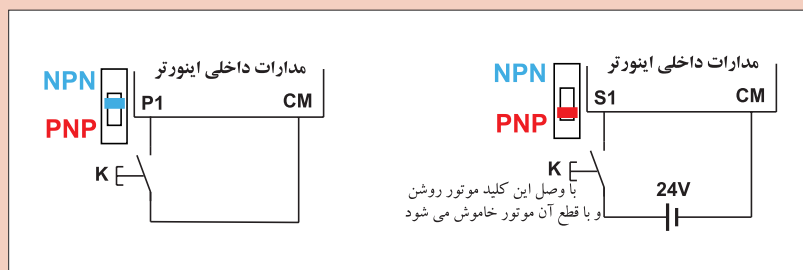 مدارات داخلی اینورتر
NPN
PNP
P1
CM
K
مدارات داخلی اینورتر
NPN
PNP
S1
CM
K
24V
با وصل این کلید موتور روشن
و با قطع آن موتور خاموش می شود